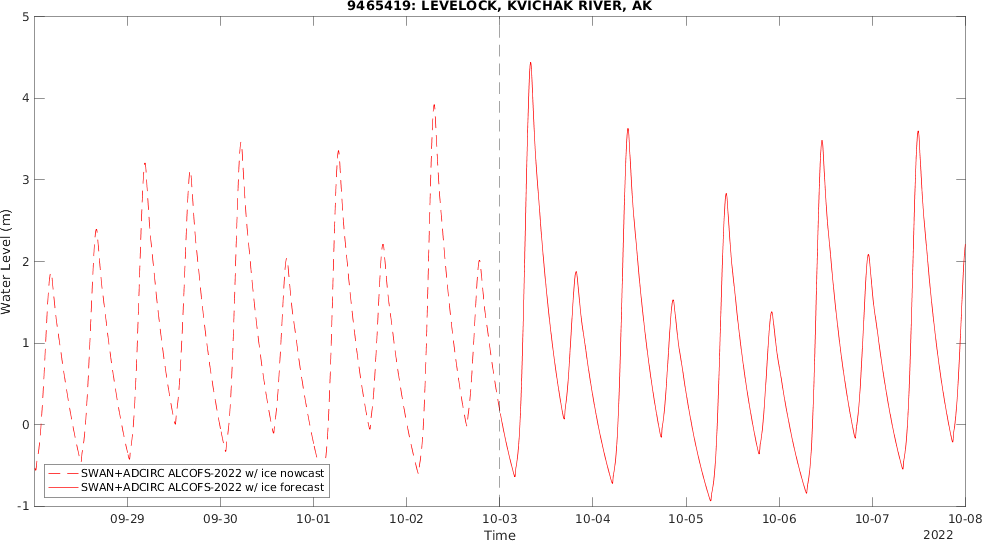 9465419: LEVELOCK, KVICHAK RIVER, AK
5
4
3
2
1
0
-1
Water Level (m)
SWAN+ADCIRC ALCOFS-2022 w/ ice nowcast
SWAN+ADCIRC ALCOFS-2022 w/ ice forecast
09-29 09-30 10-01 10-02 10-03 10-04 10-05 10-06 10-07 10-08
Time
2022